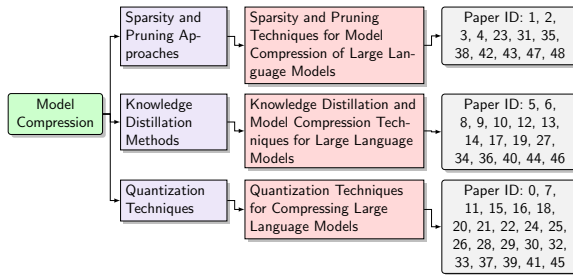 Model
Compression
Sparsity and
Pruning Ap-
proaches
Sparsity and Pruning
Techniques for Model
Compression of Large Lan-
guage Models
Paper ID: 1, 2,
3, 4, 23, 31, 35,
38, 42, 43, 47, 48
Knowledge
Distillation
Methods
Knowledge Distillation and
Model Compression Tech-
niques for Large Language
Models
Paper ID: 5, 6,
8, 9, 10, 12, 13,
14, 17, 19, 27,
34, 36, 40, 44, 46
Quantization
Techniques
Quantization Techniques
for Compressing Large
Language Models
Paper ID: 0, 7,
11, 15, 16, 18,
20, 21, 22, 24, 25,
26, 28, 29, 30, 32,
33, 37, 39, 41, 45